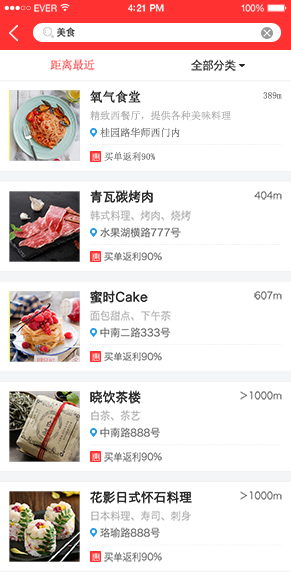 EVEREX 4:21 PM 100%
美食
距离最近 全部分类
氧气食堂 389m
精致西餐厅，提供各种美味料理
桂园路华师西门内
惠 买单返利90%
青瓦碳烤肉 404m
韩式料理、烤肉、烧烤
水果湖横路777号
惠 买单返利90%
蜜时Cake 607m
面包甜点、下午茶
中南二路333号
惠 买单返利90%
晓饮茶楼 >1000m
白茶、茶艺
中南路888号
惠 买单返利90%
花影日式怀石料理 >1000m
日本料理、寿司、刺身
珞瑜路888号
惠 买单返利90%